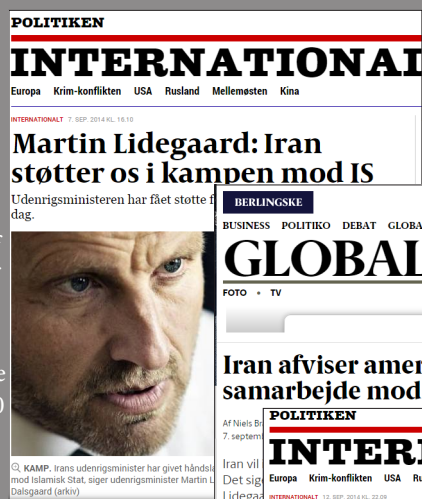 POLITIKEN
INTERNATIONAL
Europa Krim-konflikten USA Rusland Mellemøsten Kina
INTERNATIONALT 7. SEP. 2014 KL. 16.10
Martin Lidegaard: Iran
støtter os i kampen mod IS
Udenrigsministeren har fået støtte f
dag.
KAMP. Irans udenrigsminister har givet håndsla
mod Islamisk Stat, siger udenrigsminister Martin L
Dalsgaard (arkiv)
BERLINGSKE
BUSINESS POLITIKO DEBAT GLOBA
GLOBAL
FOTO • TV
Iran afviser amer
samarbejde mod
Af Niels Br
7. septem
Iran vil
Det sig
Lidegaa
POLITIKEN
INTERN
Europa Krim-konflikten USA Ru
INTERNATIONALT 12. SEP. 2014 KL. 22.09